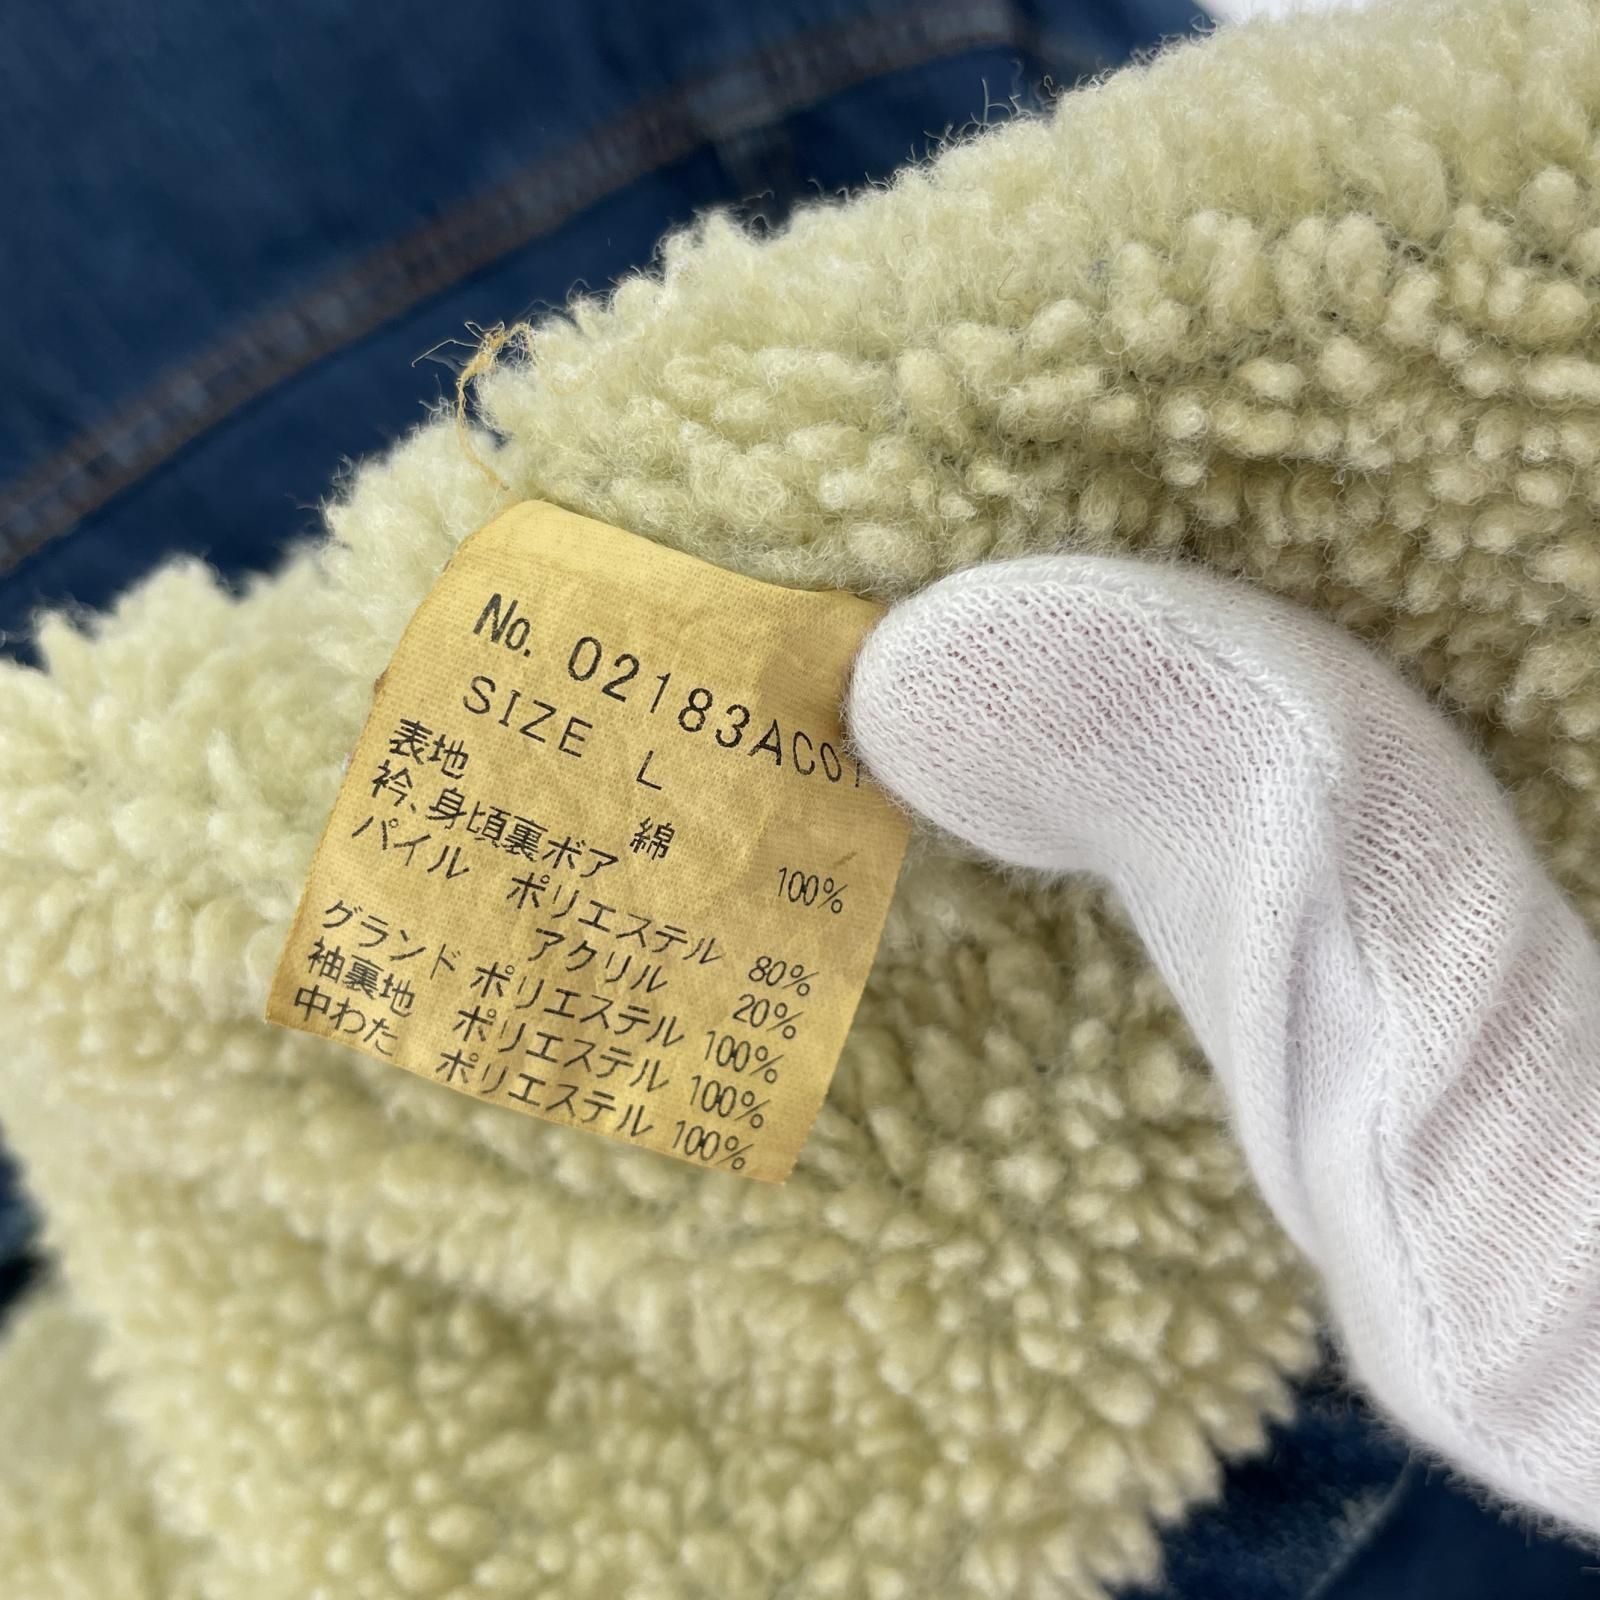 No. 02183AC01
SIZE L
表地 綿 100%
衿、身頃裏ボア
パイル ポリエステル 80%
アクリル 20%
グランド ポリエステル 100%
袖裏地 ポリエステル 100%
中わた ポリエステル 100%